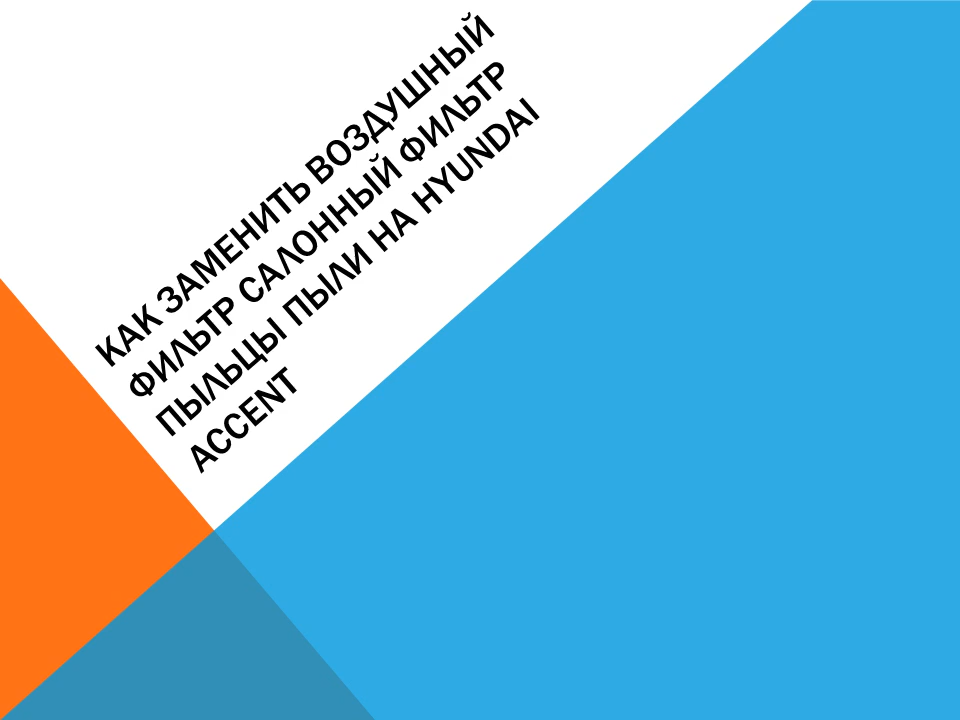 КАК ЗАМЕНИТЬ ВОЗДУШНЫЙ
ФИЛЬТР САЛОННЫЙ ФИЛЬТР
ПЫЛЬЦЫ ПЫЛИ НА HYUNDAI
ACCENT